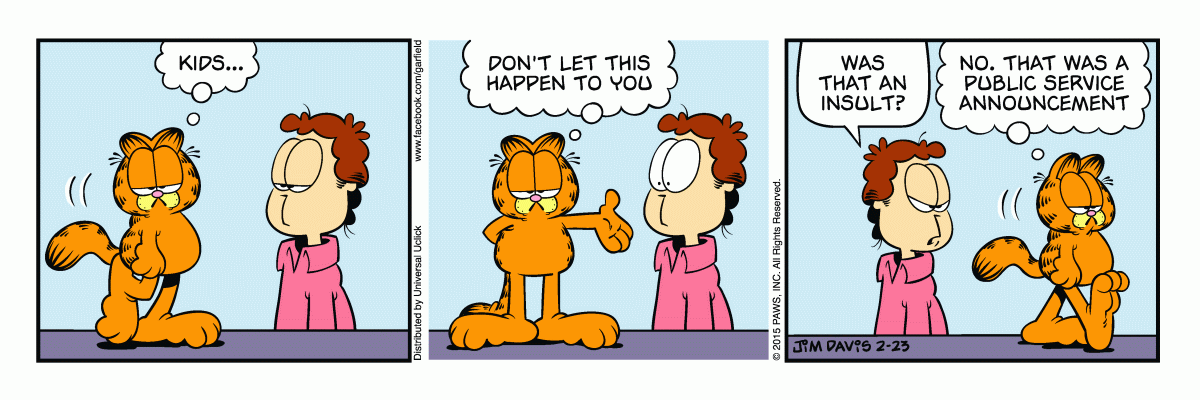 KIDS...
www.facebook.com/garfield
Distributed by Universal Uclick
DON'T LET THIS
HAPPEN TO YOU
© 2015 PAWS, INC. All Rights Reserved.
WAS
THAT AN
INSULT?
NO. THAT WAS A
PUBLIC SERVICE
ANNOUNCEMENT
JIM DAVIS 2-23